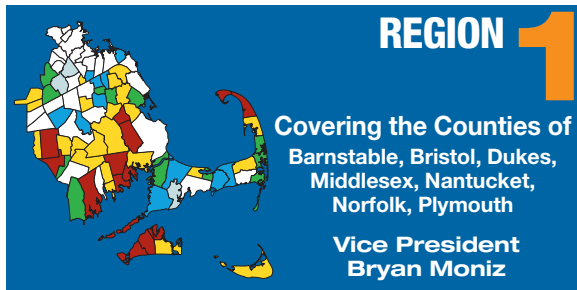 REGION 1
Covering the Counties of
Barnstable, Bristol, Dukes,
Middlesex, Nantucket,
Norfolk, Plymouth
Vice President
Bryan Moniz